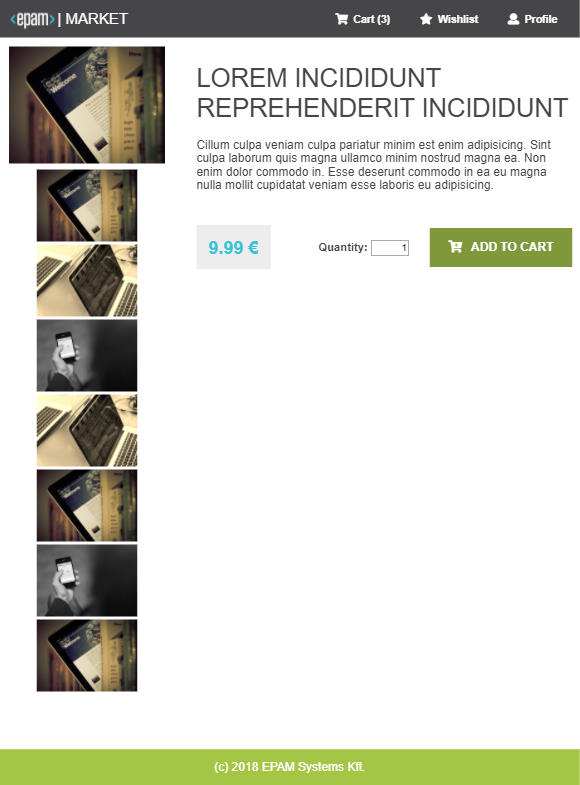 <epam> | MARKET
Cart (3)
Wishlist
Profile
Welcome
LOREM INCIDIDUNT
REPREHENDERIT INCIDIDUNT
Cillum culpa veniam culpa pariatur minim est enim adipisicing. Sint
culpa laborum quis magna ullamco minim nostrud magna ea. Non
enim dolor commodo in. Esse deserunt commodo in ea eu magna
nulla mollit cupidatat veniam esse laboris eu adipisicing.
9.99 €
Quantity: 1
ADD TO CART
(c) 2018 EPAM Systems Kft.